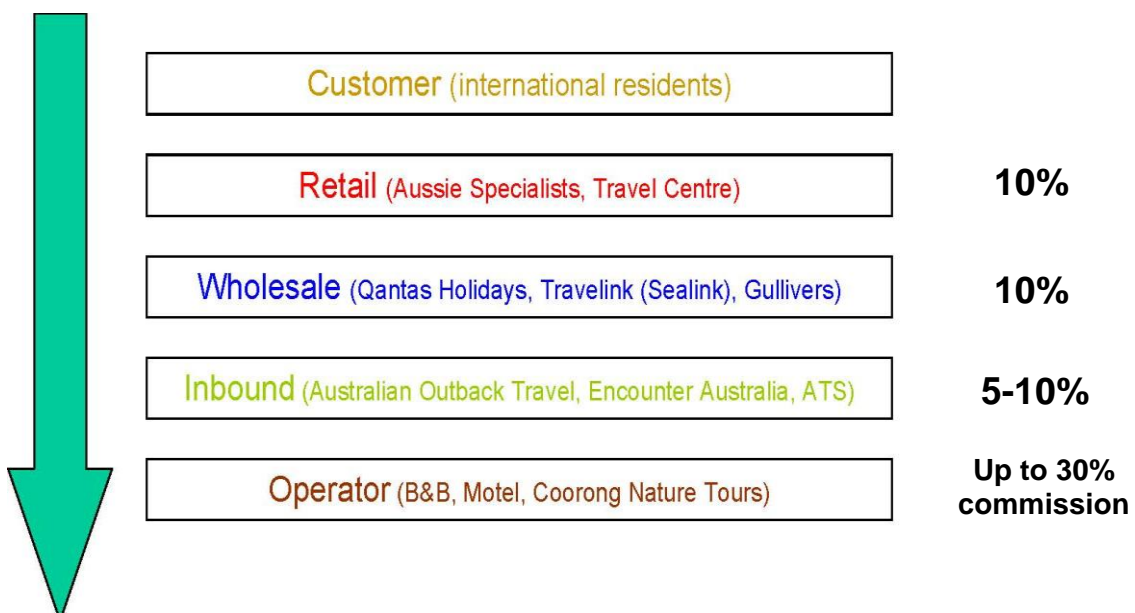 Customer (international residents)
Retail (Aussie Specialists, Travel Centre)
10%
Wholesale (Qantas Holidays, Travelink (Sealink), Gullivers)
10%
Inbound (Australian Outback Travel, Encounter Australia, ATS)
5-10%
Operator (B&B, Motel, Coorong Nature Tours)
Up to 30%
commission